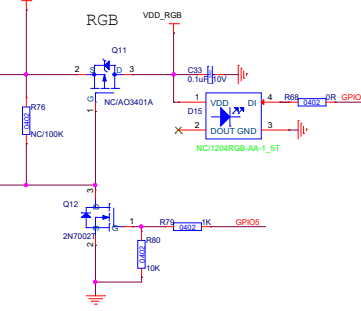 RGB
VDD_RGB
Q11
2
S
D
3
G
1
NC/AO3401A
R76
0402
NC/100K
C33
0.1uF 10V
1
VDD
DI
4
R68
0R
GPIO
0402
D15
2
DOUT
GND
3
NC/1204RGB-AA-1_5T
Q12
3
D
2N7002T
S
G
2
1
R79
1K
GPIO5
0402
R80
0402
10K